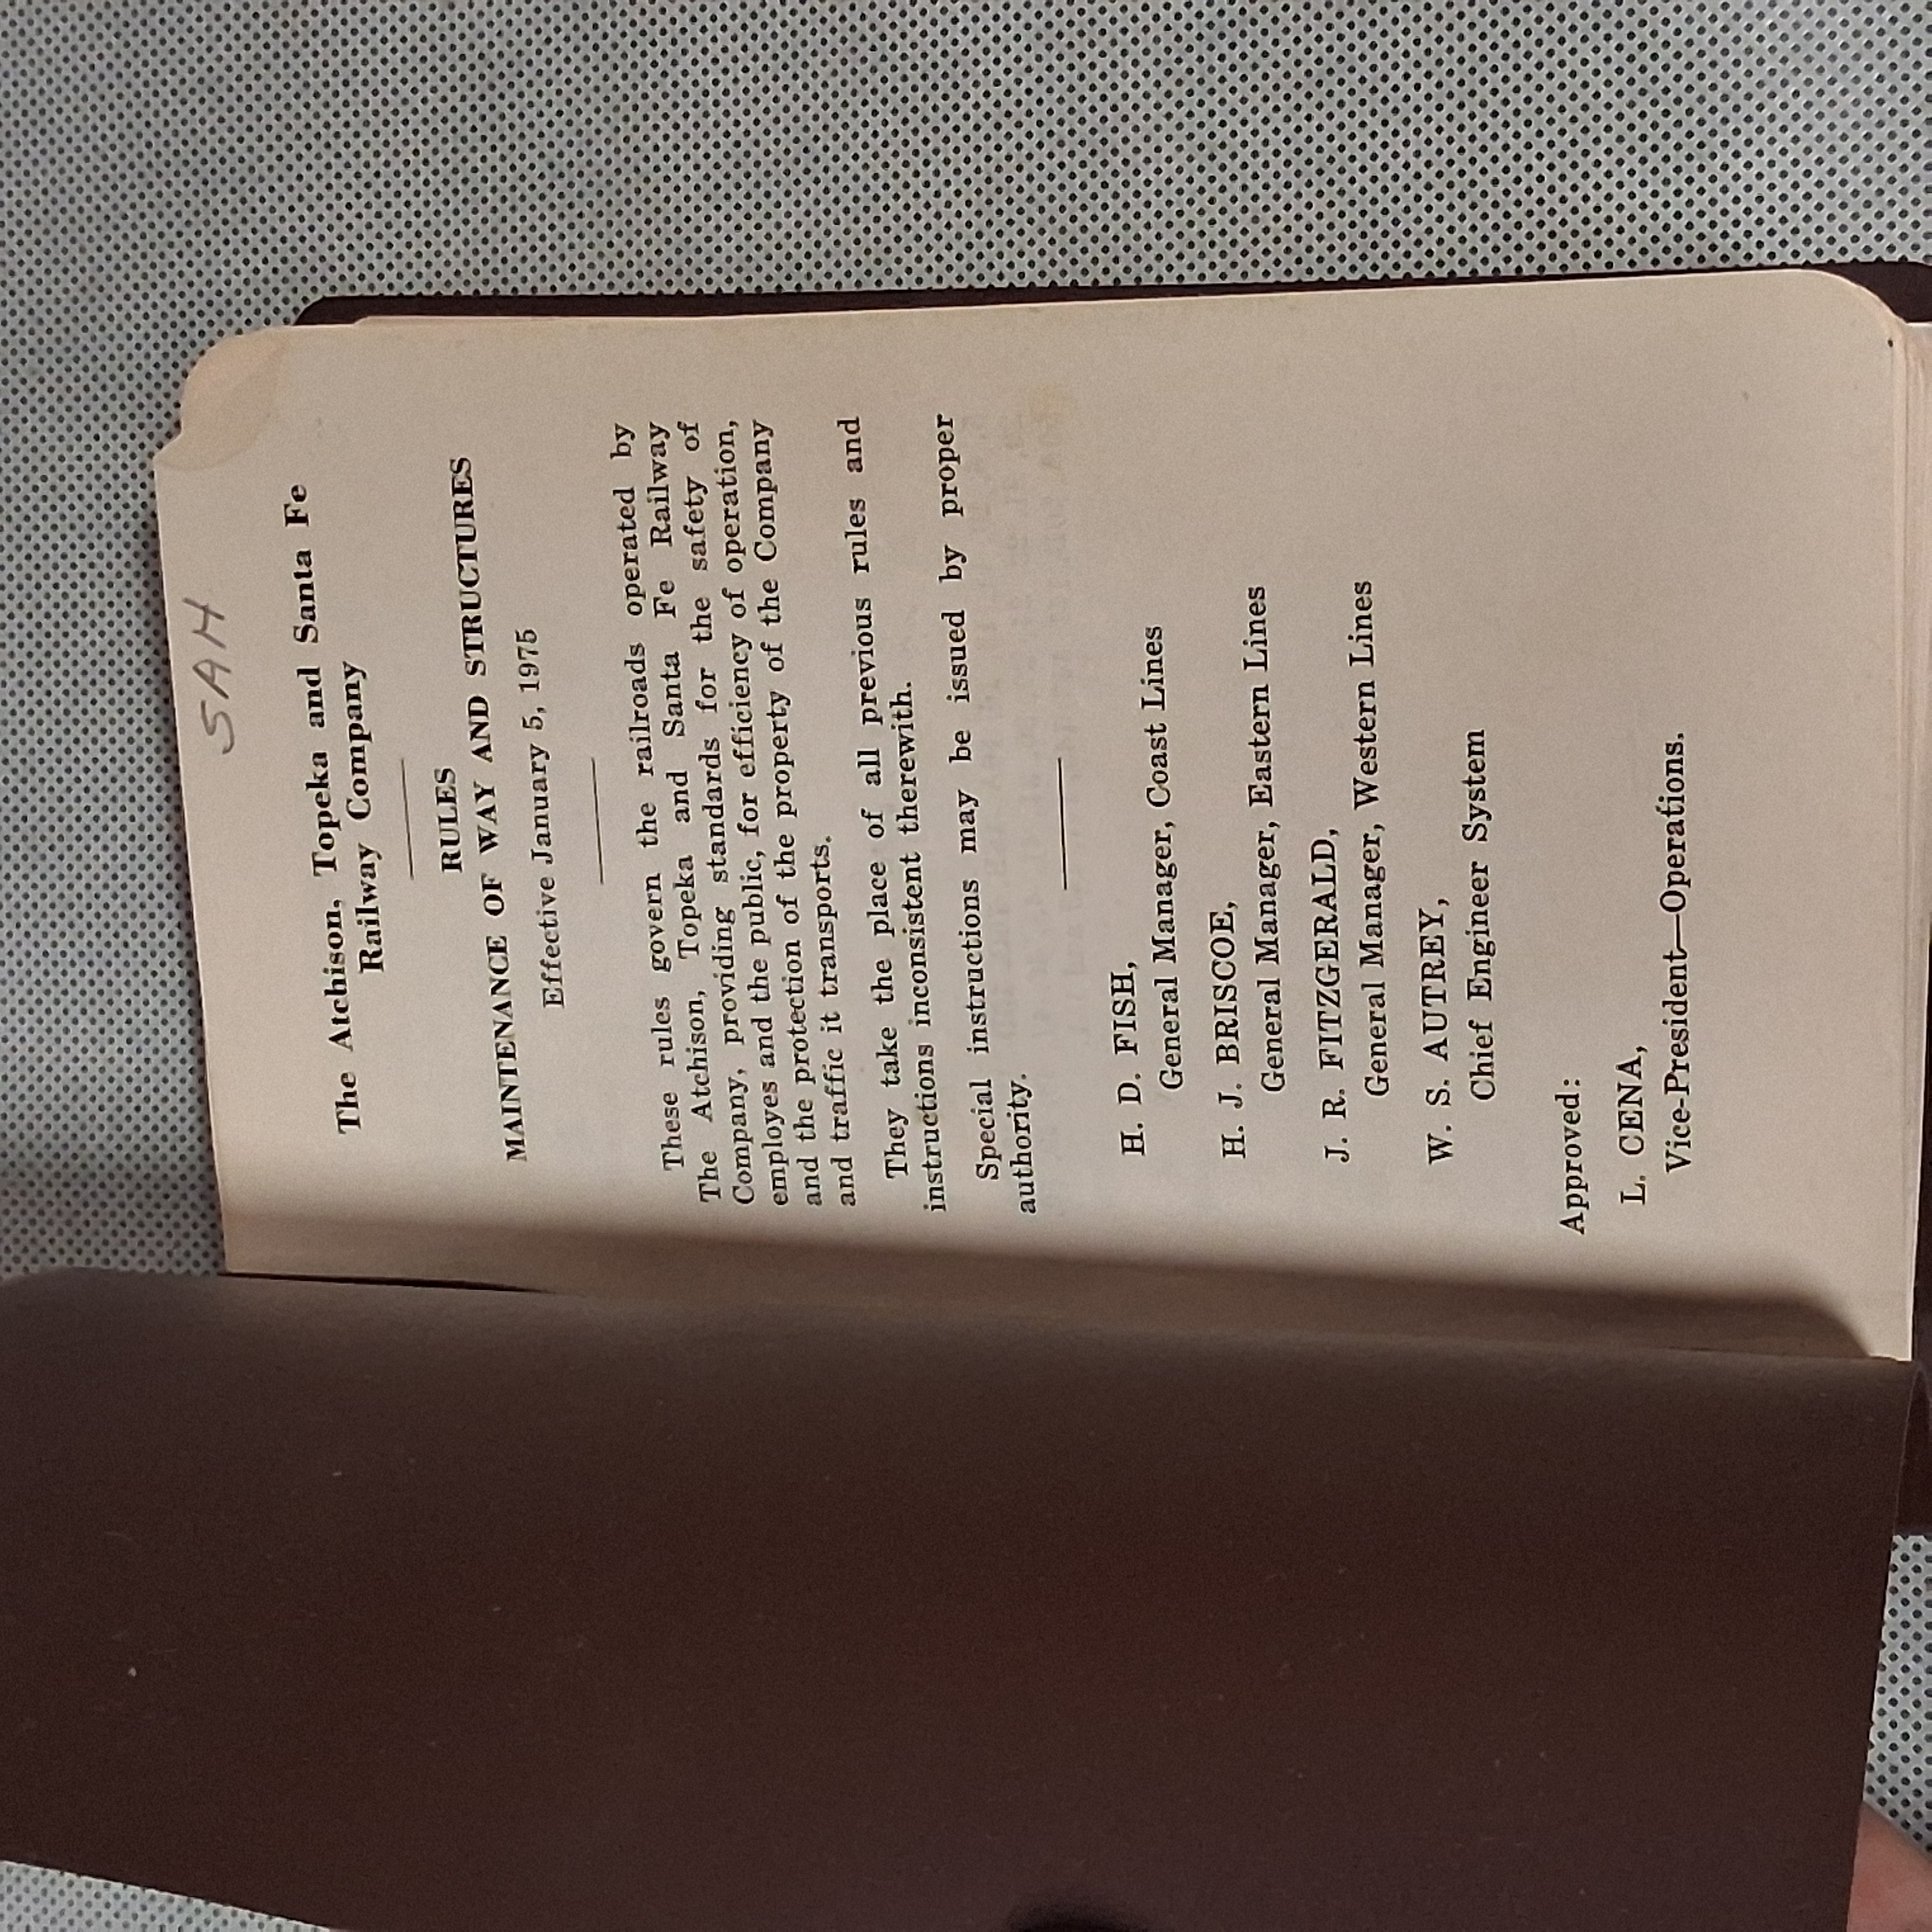 SAH
The Atchison, Topeka and Santa Fe
Railway Company
RULES
MAINTENANCE OF WAY AND STRUCTURES
Effective January 5, 1975
These rules govern the railroads operated by
The Atchison, Topeka and Santa Fe Railway
Company, providing standards for the safety of
employes and the public, for efficiency of operation,
and the protection of the property of the Company
and traffic it transports.
They take the place of all previous rules and
instructions inconsistent therewith.
Special instructions may be issued by proper
authority.
H. D. FISH,
General Manager, Coast Lines
H. J. BRISCOE,
General Manager, Eastern Lines
J. R. FITZGERALD,
General Manager, Western Lines
W. S. AUTREY,
Chief Engineer System
Approved:
L. CENA,
Vice-President—Operations.